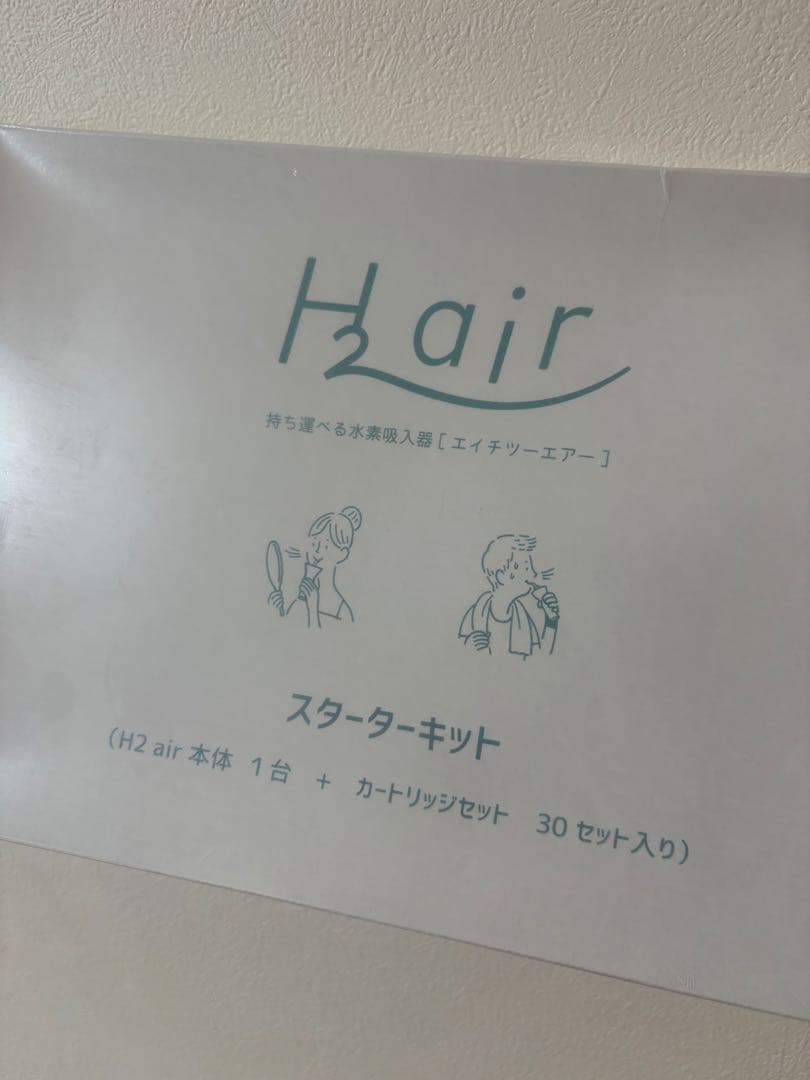 H2 air
持ち運べる水素吸入器 [ エイチツーエアー ]
スターターキット
(H2 air 本体 1台 + カートリッジセット 30 セット入り)